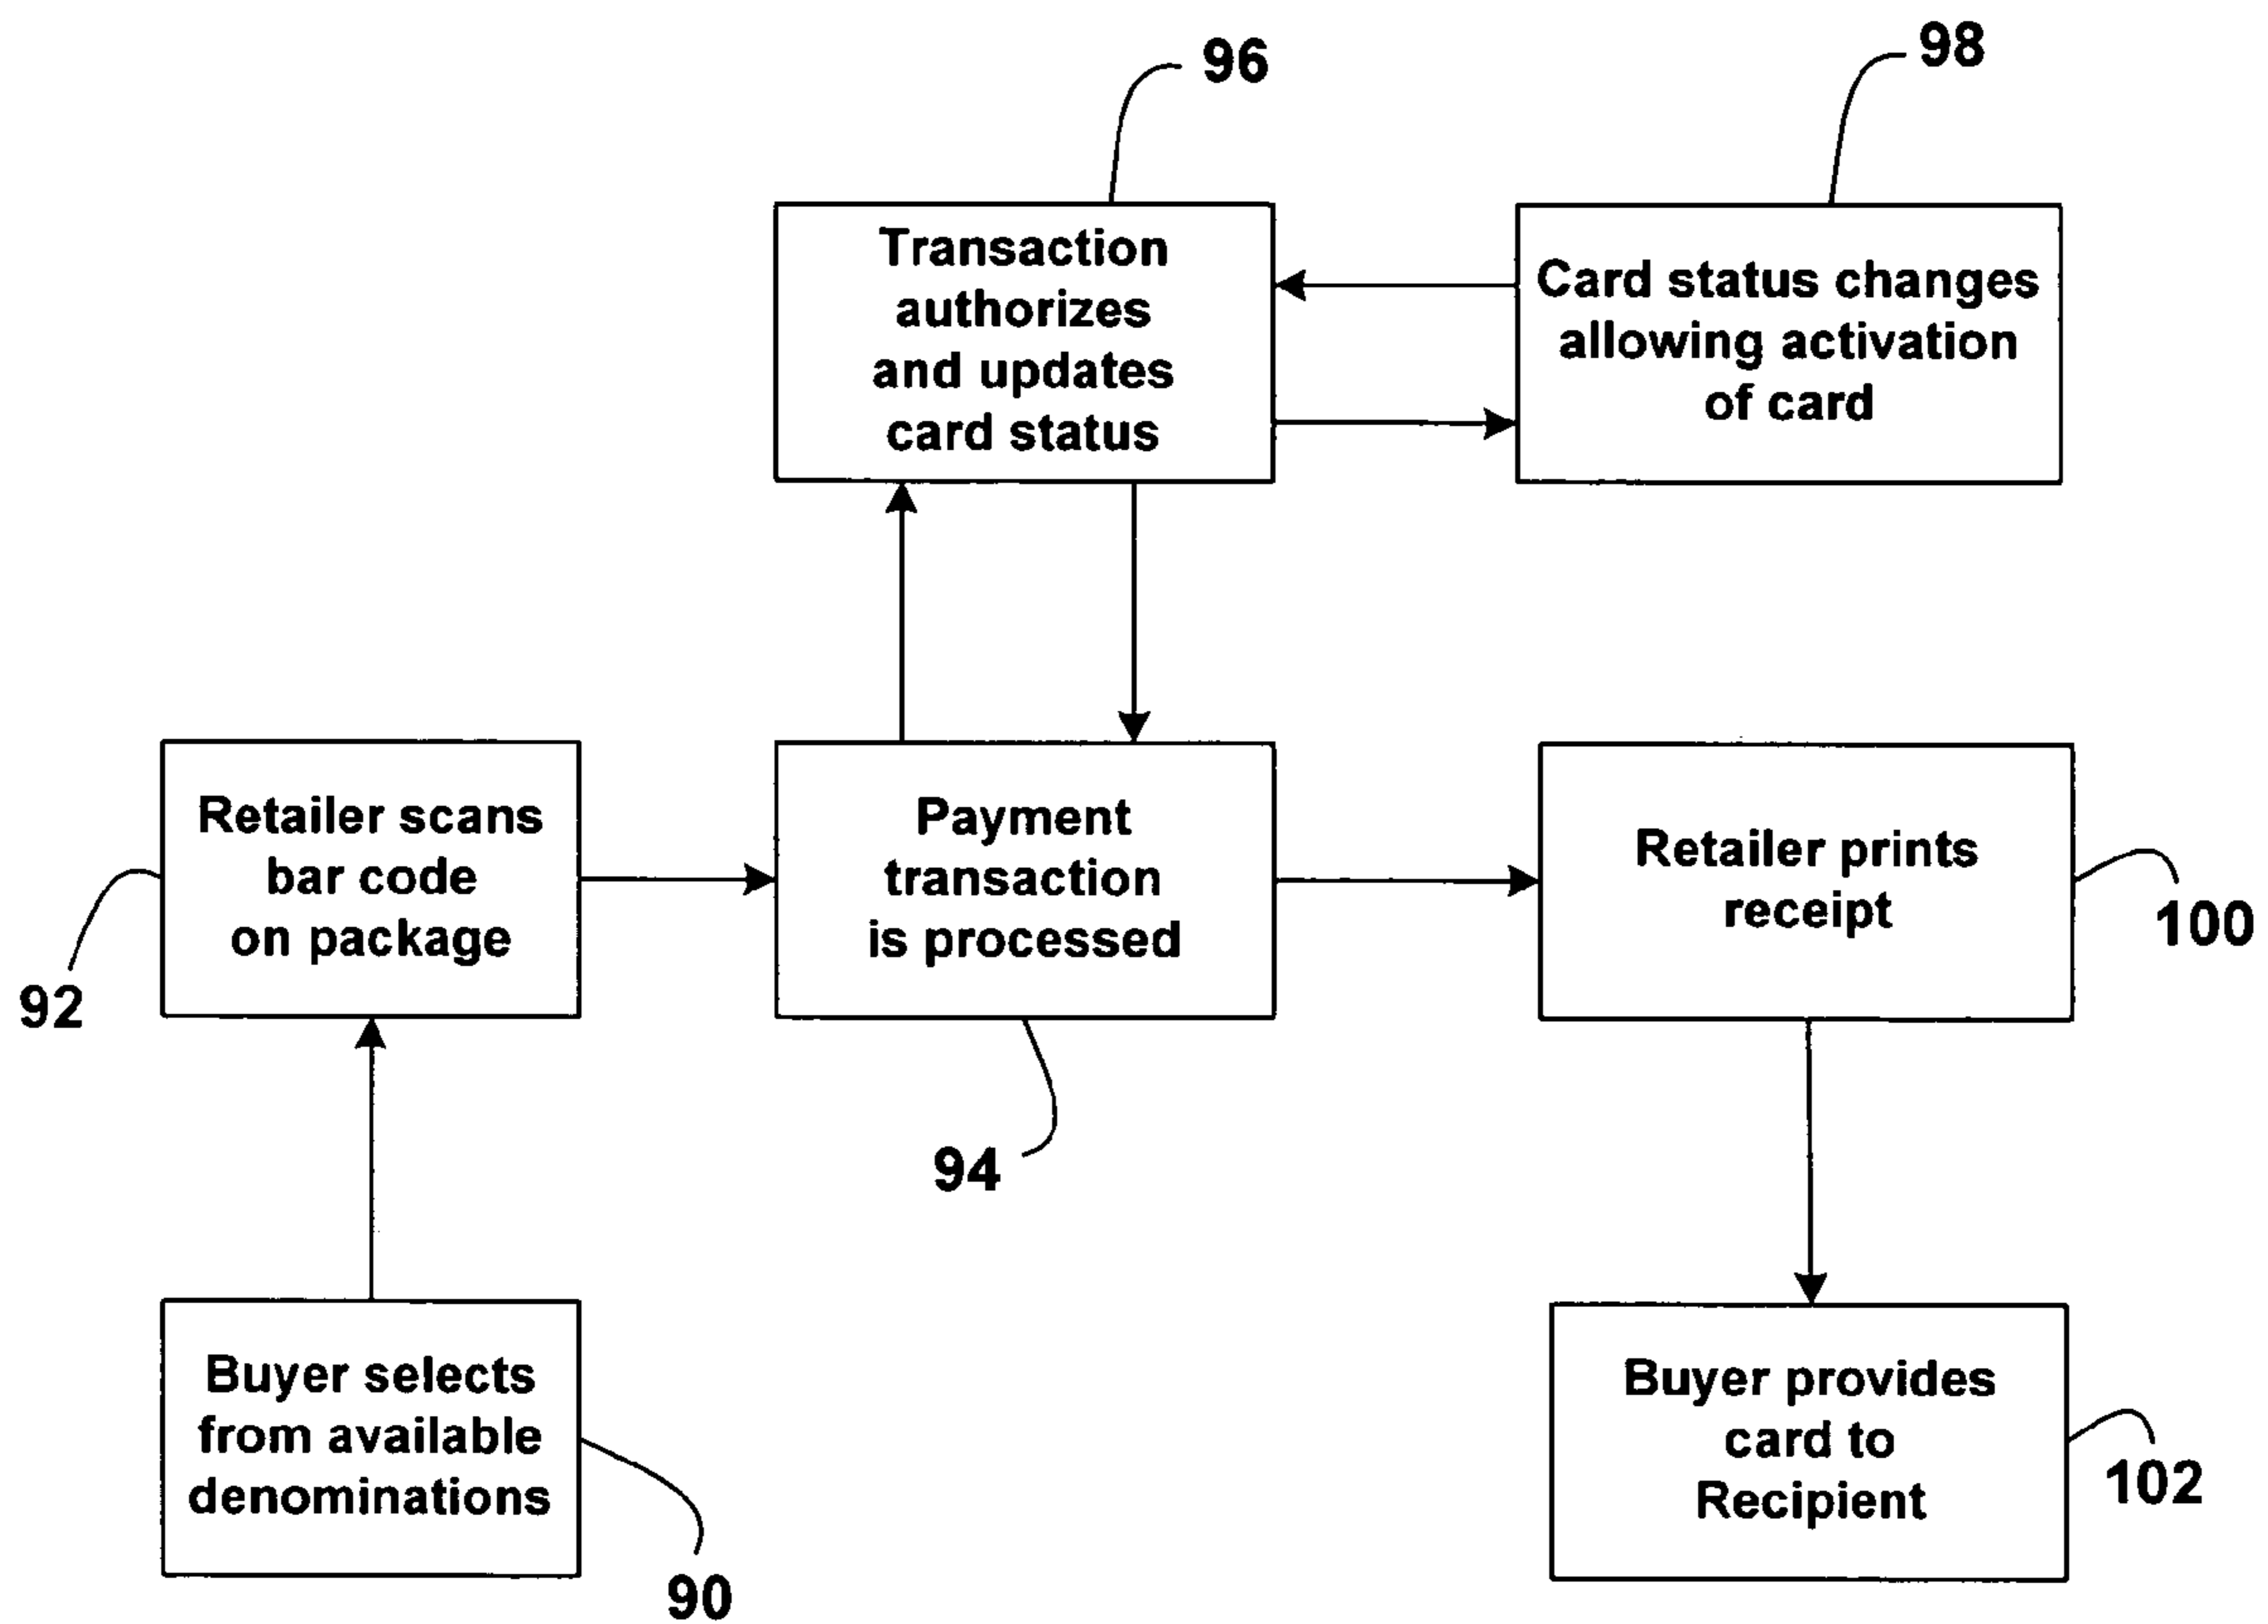 96
98
Transaction
authorizes
and updates
card status
Card status changes
allowing activation
of card
Retailer scans
bar code
on package
92
Payment
transaction
is processed
94
Retailer prints
receipt
100
Buyer selects
from available
denominations
90
Buyer provides
card to
Recipient
102